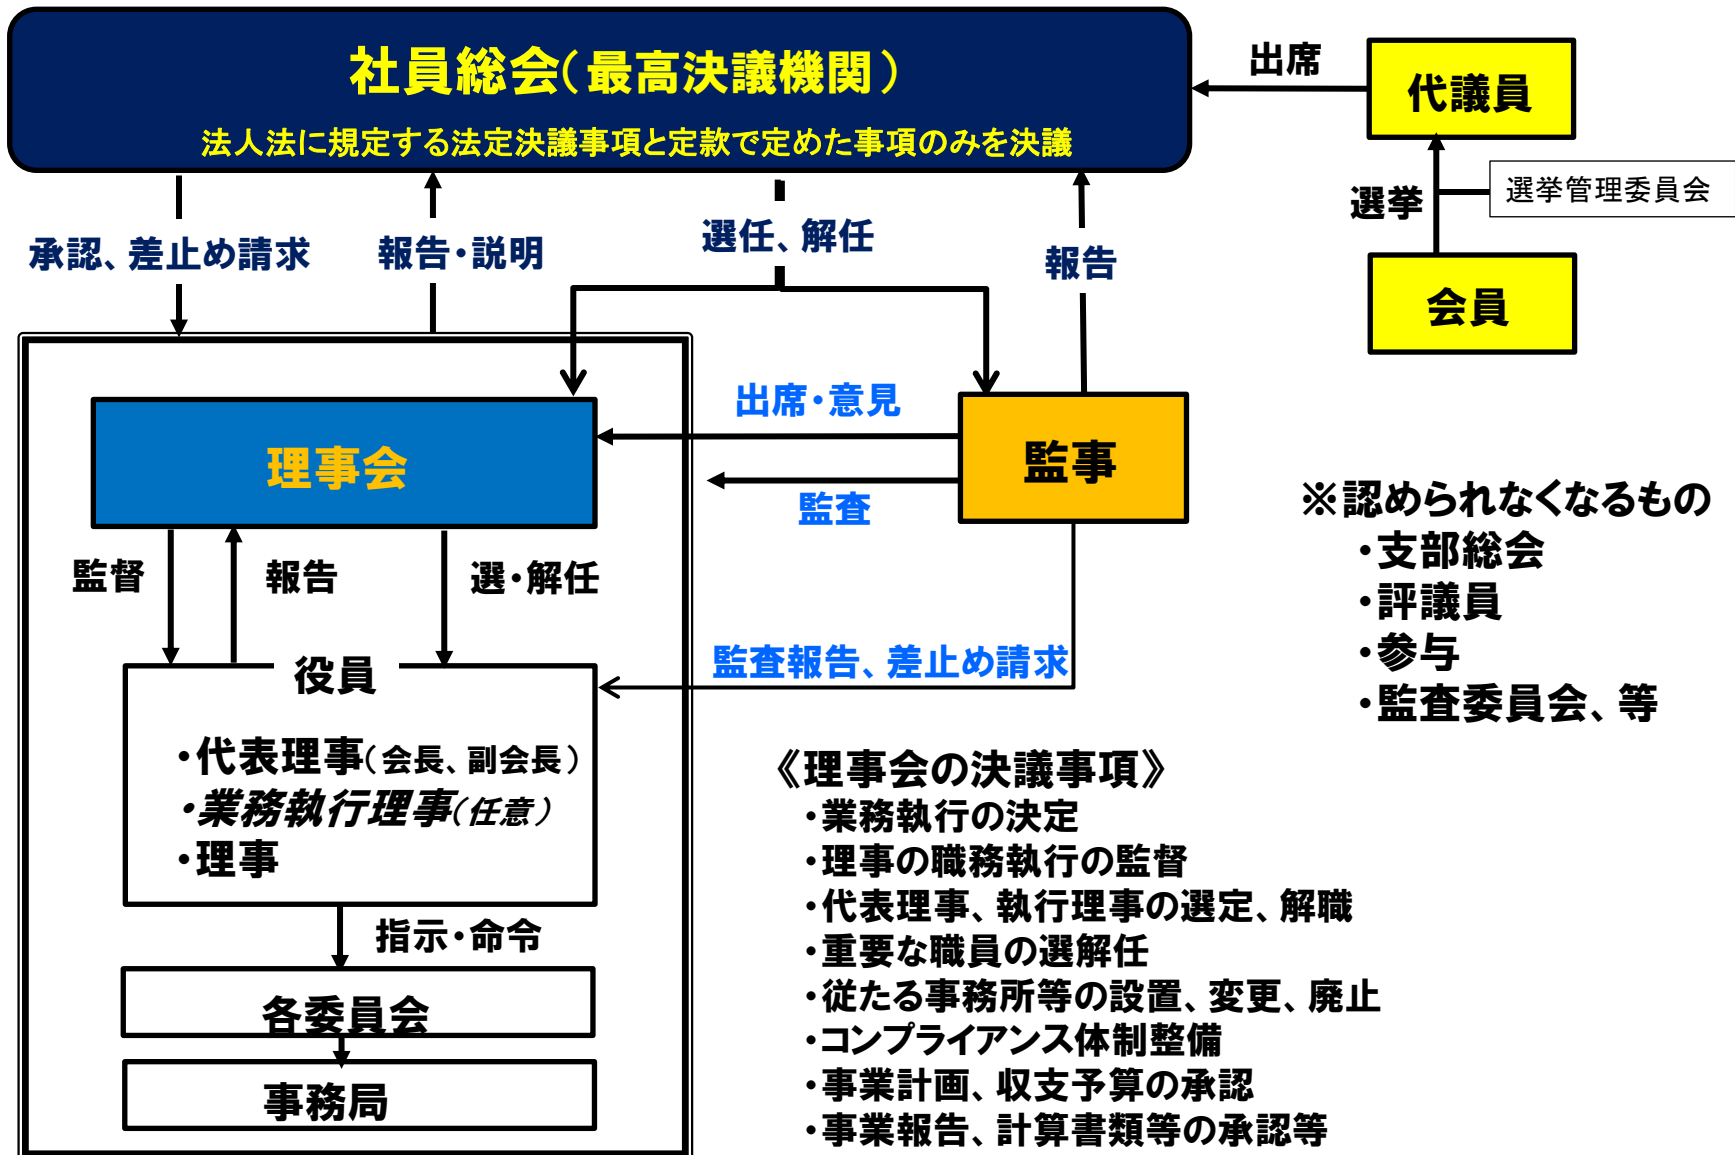 社員総会(最高決議機関)
法人法に規定する法定決議事項と定款で定めた事項のみを決議
出席
代議員
選挙
選挙管理委員会
会員
承認、差止め請求
報告・説明
選任、解任
報告
理事会
出席・意見
監査
監事
監督
報告
選・解任
監査報告、差止め請求
役員
・代表理事(会長、副会長)
・業務執行理事(任意)
・理事
指示・命令
各委員会
事務局
※認められなくなるもの
・支部総会
・評議員
・参与
・監査委員会、等
《理事会の決議事項》
・業務執行の決定
・理事の職務執行の監督
・代表理事、執行理事の選定、解職
・重要な職員の選解任
・従たる事務所等の設置、変更、廃止
・コンプライアンス体制整備
・事業計画、収支予算の承認
・事業報告、計算書類等の承認等